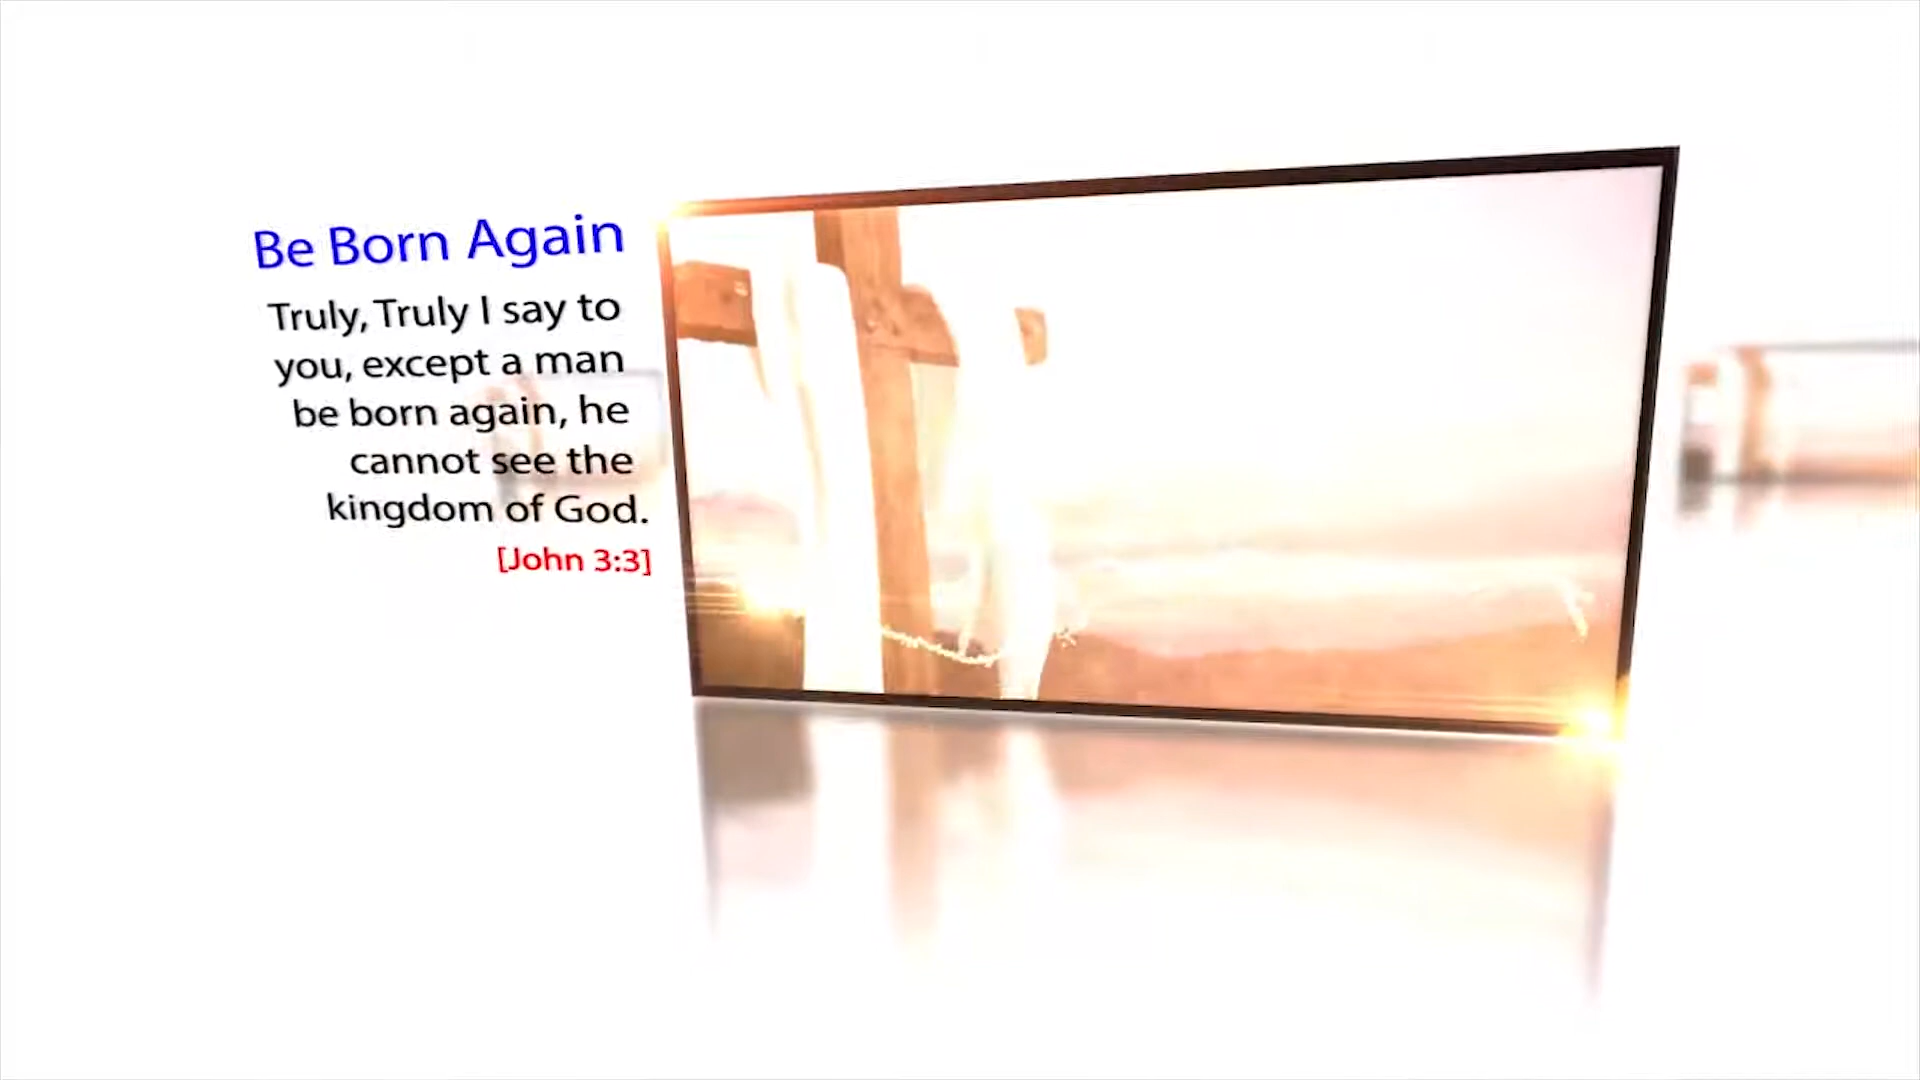 Be Born Again
Truly, Truly I say to
you, except a man
be born again, he
cannot see the
kingdom of God.
[John 3:3]